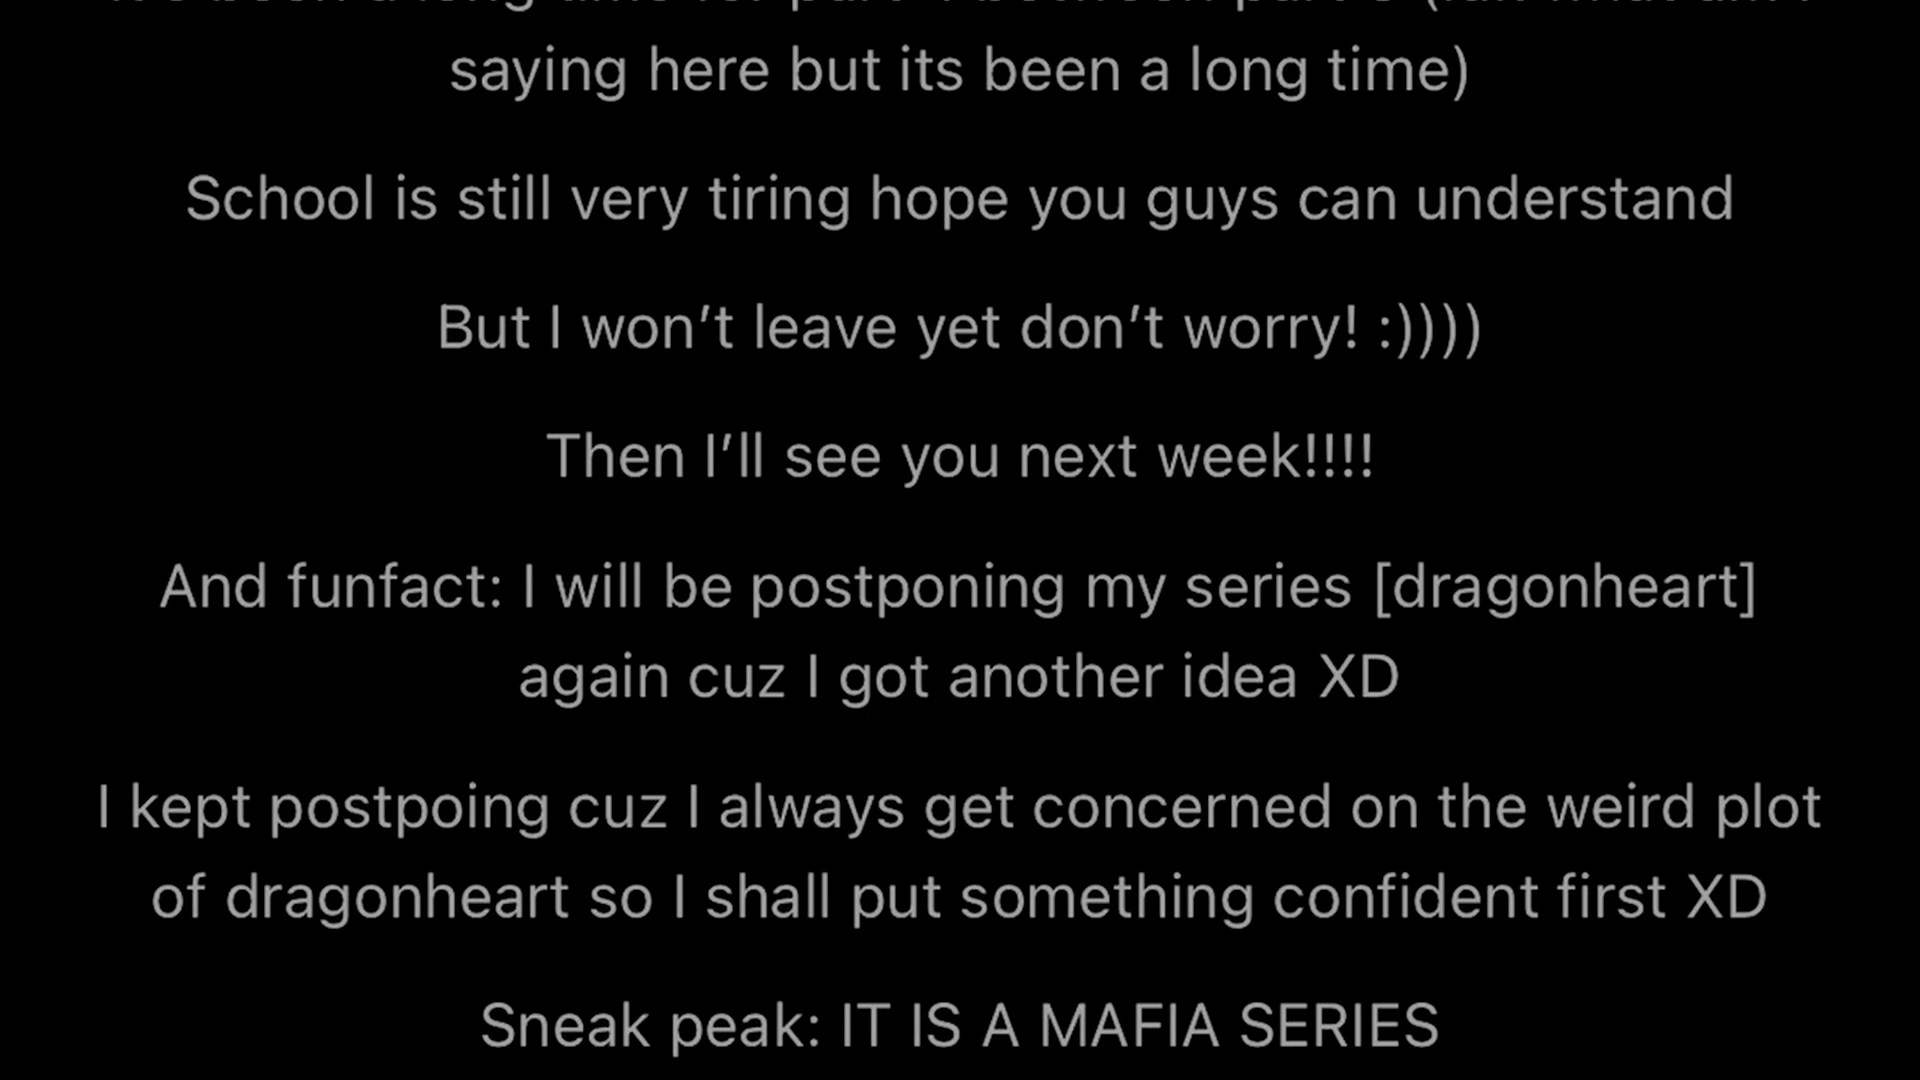 saying here but its been a long time)
School is still very tiring hope you guys can understand
But I won’t leave yet don’t worry! :))))
Then I’ll see you next week!!!!
And funfact: I will be postponing my series [dragonheart]
again cuz I got another idea XD
I kept postpoing cuz I always get concerned on the weird plot
of dragonheart so I shall put something confident first XD
Sneak peak: IT IS A MAFIA SERIES